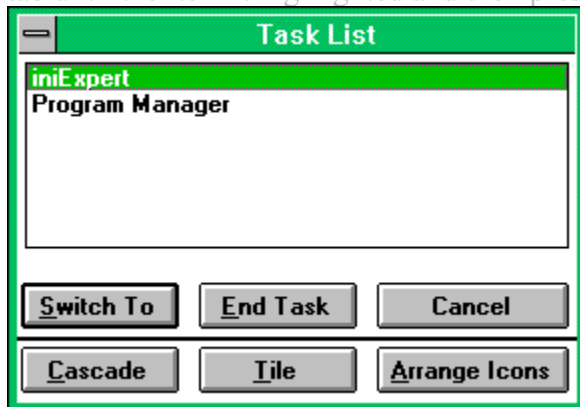 Task List
iniExpert
Program Manager
Switch To End Task Cancel
Cascade Tile Arrange Icons